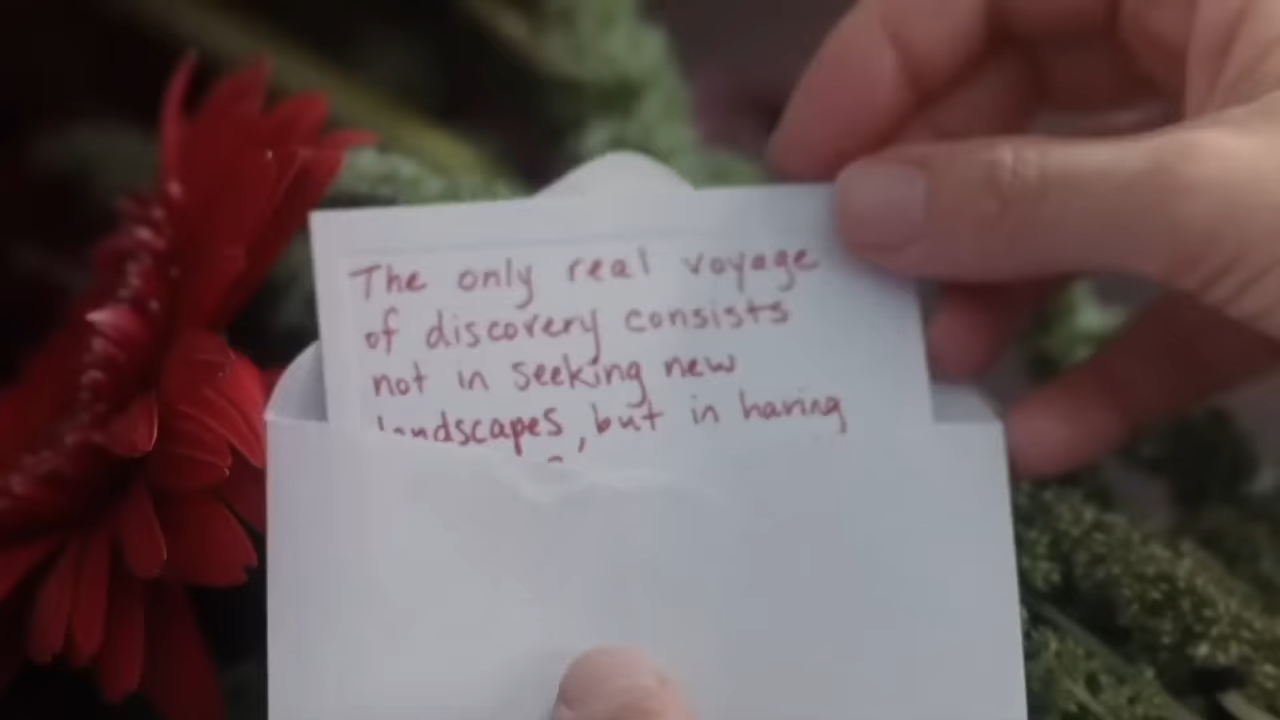 The only real voyage
of discovery consists
not in seeking new
landscapes, but in having